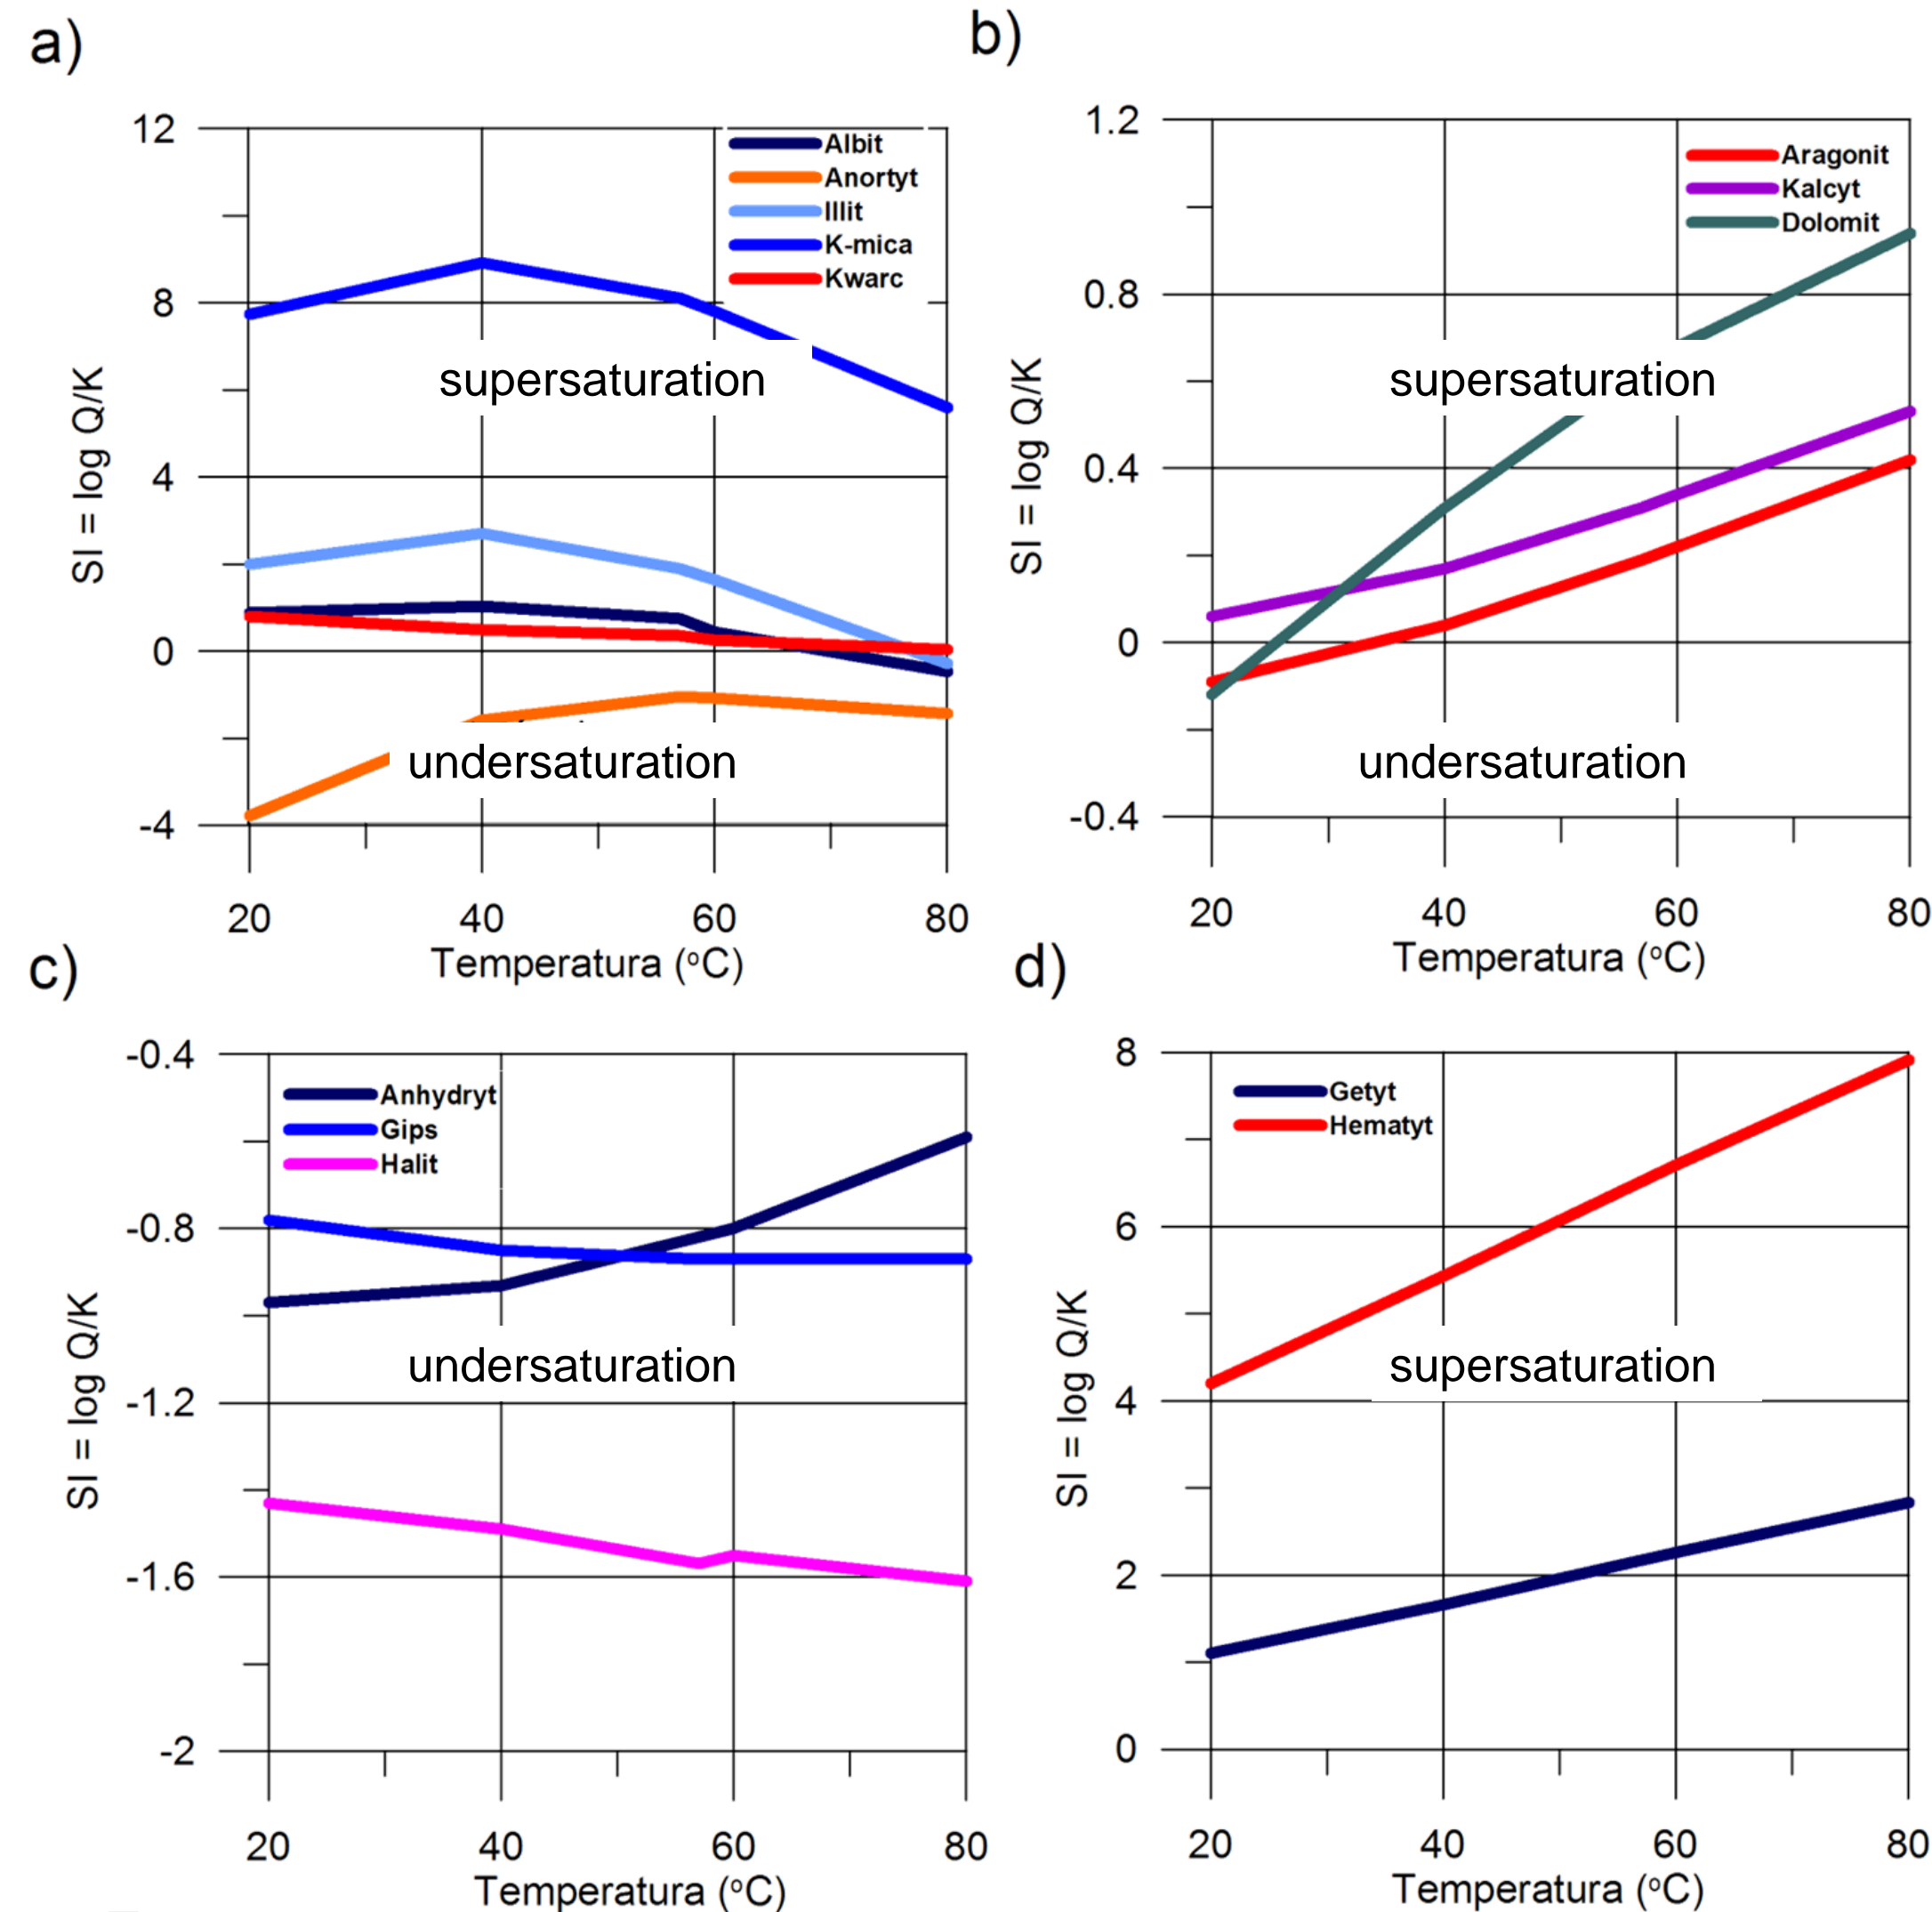 a)
12
8
4
0
-4
SI = log Q/K
Albit
Anortyt
Illit
K-mica
Kwarc
supersaturation
undersaturation
20 40 60 80
Temperatura (°C)
b)
1.2
0.8
0.4
0
-0.4
SI = log Q/K
Aragonit
Kalcyt
Dolomit
supersaturation
undersaturation
20 40 60 80
Temperatura (°C)
c)
-0.4
-0.8
-1.2
-1.6
-2
SI = log Q/K
Anhydryt
Gips
Halit
undersaturation
20 40 60 80
Temperatura (°C)
d)
8
6
4
2
0
SI = log Q/K
Getyt
Hematyt
supersaturation
20 40 60 80
Temperatura (°C)